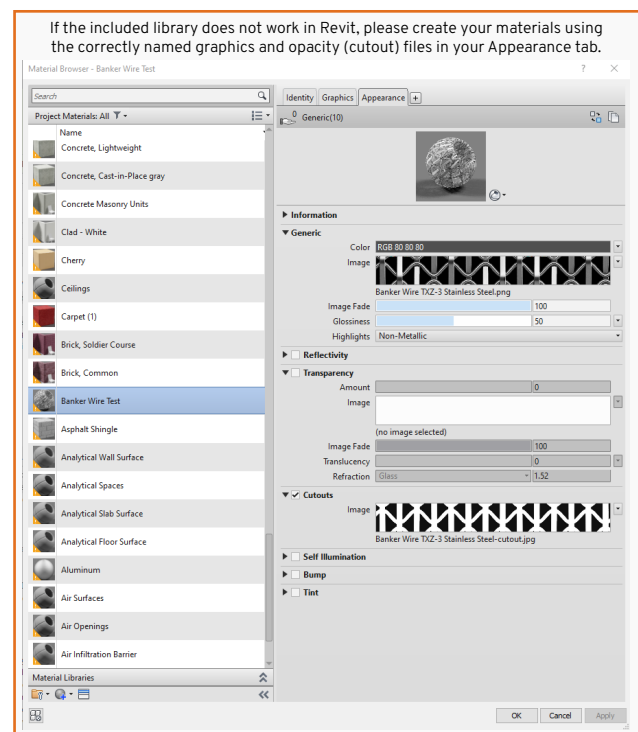 If the included library does not work in Revit, please create your materials using
the correctly named graphics and opacity (cutout) files in your Appearance tab.
Material Browser - Banker Wire Test
Search
Project Materials: All
Name
Concrete, Lightweight
Concrete, Cast-in-Place gray
Concrete Masonry Units
Clad - White
Cherry
Ceilings
Carpet (1)
Brick, Soldier Course
Brick, Common
Banker Wire Test
Asphalt Shingle
Analytical Wall Surface
Analytical Spaces
Analytical Slab Surface
Analytical Floor Surface
Aluminum
Air Surfaces
Air Openings
Air Infiltration Barrier
Material Libraries
Identity Graphics Appearance +
0 Generic(10)
Information
Generic
Color RGB 80 80 80
Image
Banker Wire TXZ-3 Stainless Steel.png
Image Fade 100
Glossiness 50
Highlights Non-Metallic
Reflectivity
Transparency
Amount 0
Image
(no image selected)
Image Fade 100
Translucency 0
Refraction Glass 1.52
Cutouts
Image
Banker Wire TXZ-3 Stainless Steel-cutout.jpg
Self Illumination
Bump
Tint
OK Cancel Apply